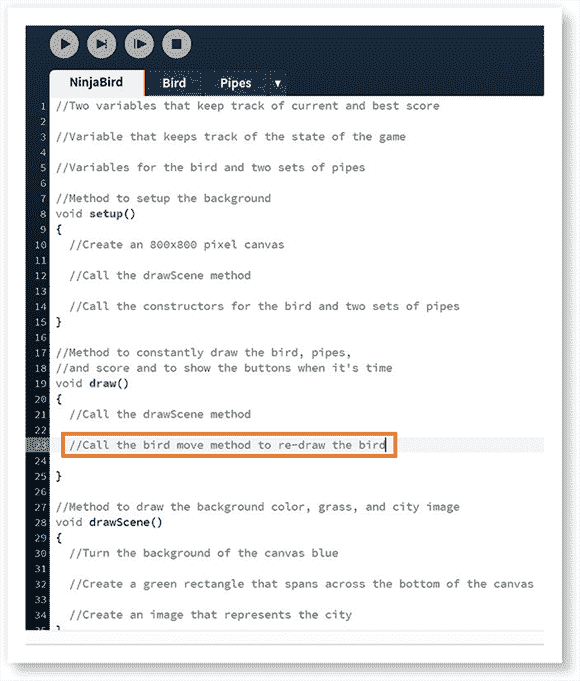 NinjaBird Bird Pipes ▼
1 //Two variables that keep track of current and best score
2
3 //Variable that keeps track of the state of the game
4
5 //Variables for the bird and two sets of pipes
6
7 //Method to setup the background
8 void setup()
9 {
10 //Create an 800x800 pixel canvas
11
12 //Call the drawScene method
13
14 //Call the constructors for the bird and two sets of pipes
15 }
16
17 //Method to constantly draw the bird, pipes,
18 //and score and to show the buttons when it's time
19 void draw()
20 {
21 //Call the drawScene method
22
//Call the bird move method to re-draw the bird
24
25 }
26
27 //Method to draw the background color, grass, and city image
28 void drawScene()
29 {
30 //Turn the background of the canvas blue
31
32 //Create a green rectangle that spans across the bottom of the canvas
33
34 //Create an image that represents the city